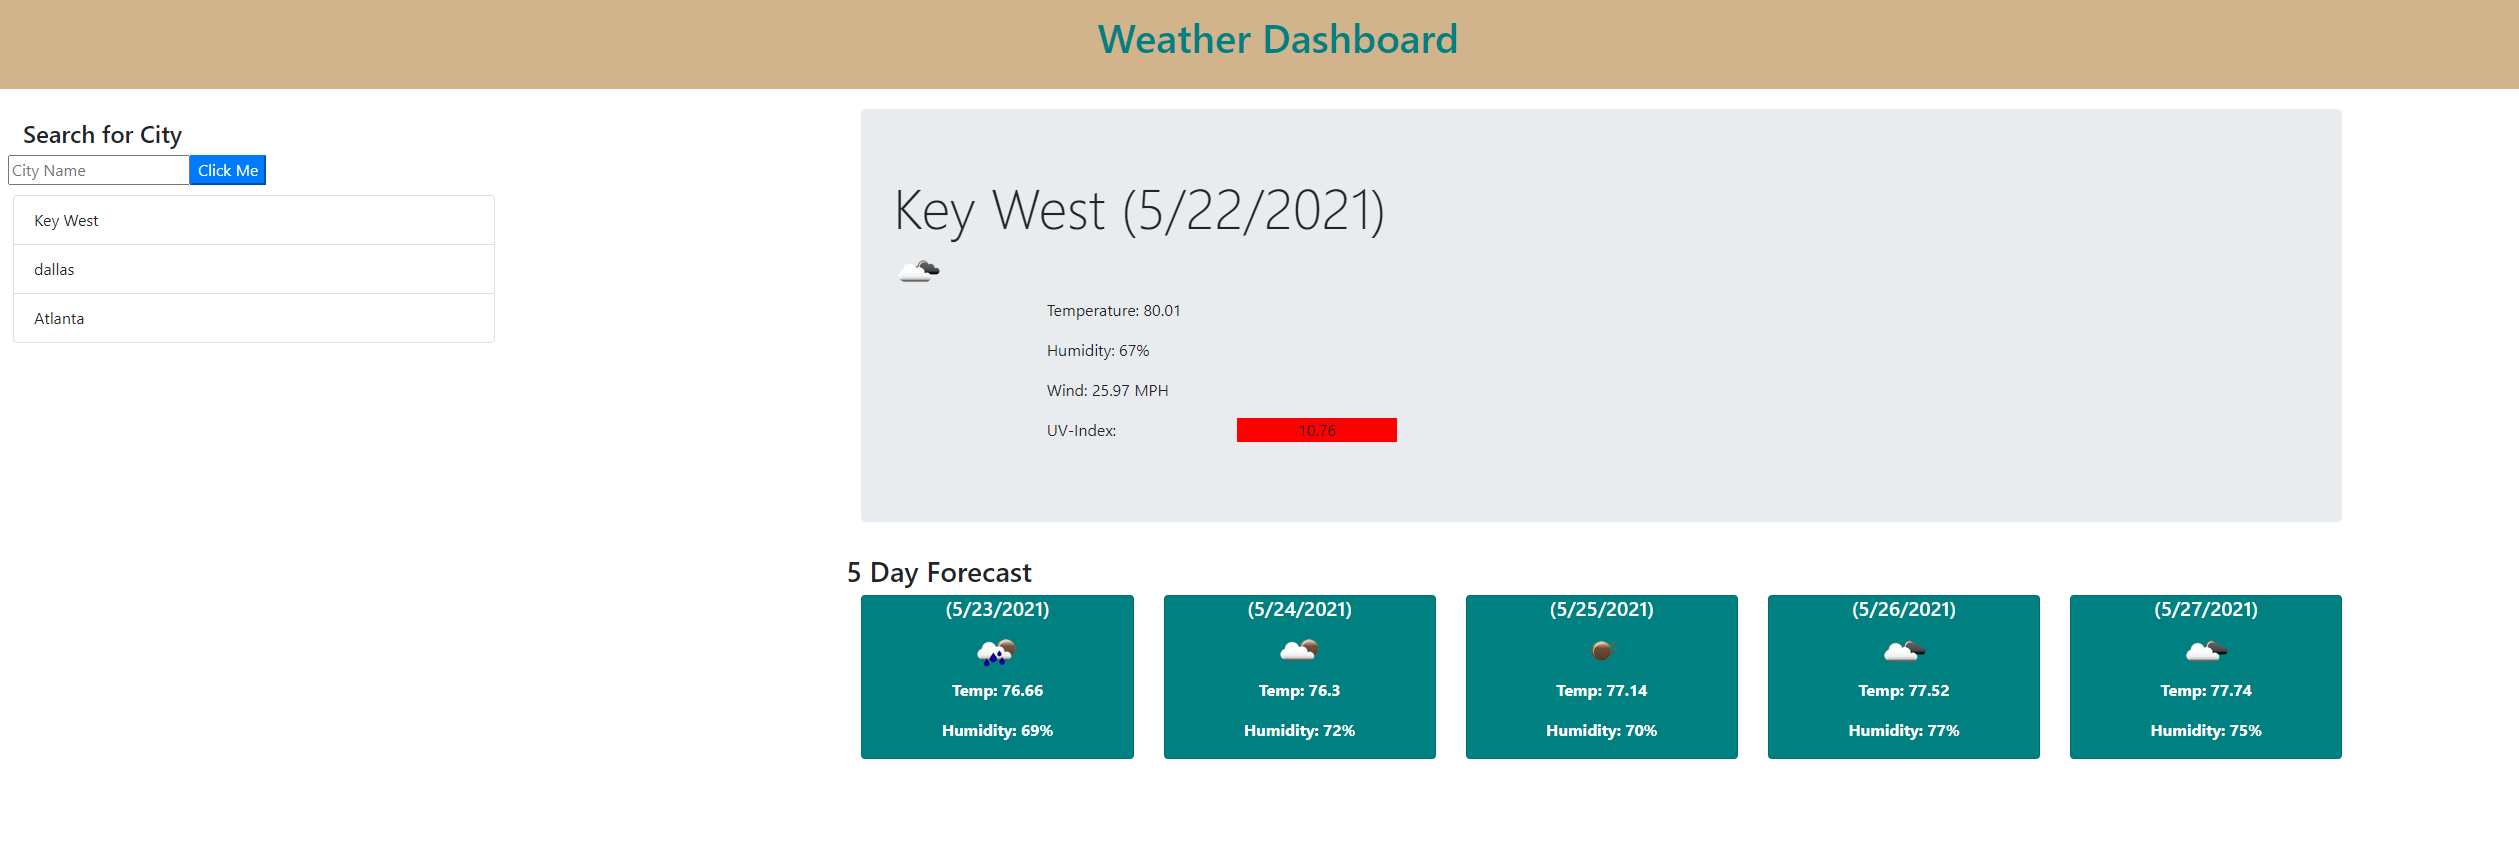 Weather Dashboard
Search for City
City Name Click Me
Key West
dallas
Atlanta
Key West (5/22/2021)
Temperature: 80.01
Humidity: 67%
Wind: 25.97 MPH
UV-Index: 10.76
5 Day Forecast
(5/23/2021)
Temp: 76.66
Humidity: 69%
(5/24/2021)
Temp: 76.3
Humidity: 72%
(5/25/2021)
Temp: 77.14
Humidity: 70%
(5/26/2021)
Temp: 77.52
Humidity: 77%
(5/27/2021)
Temp: 77.74
Humidity: 75%